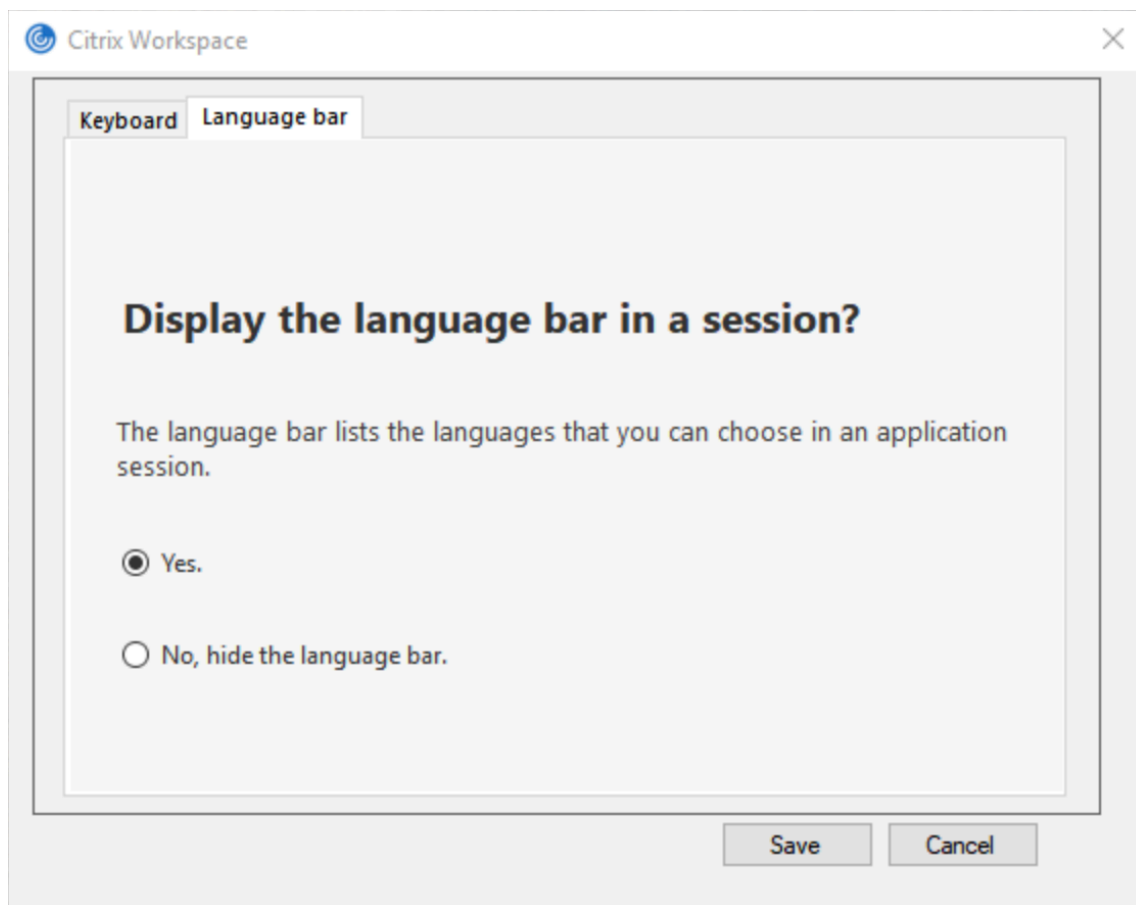 Citrix Workspace
Keyboard
Language bar
Display the language bar in a session?
The language bar lists the languages that you can choose in an application
session.
Yes.
No, hide the language bar.
Save
Cancel